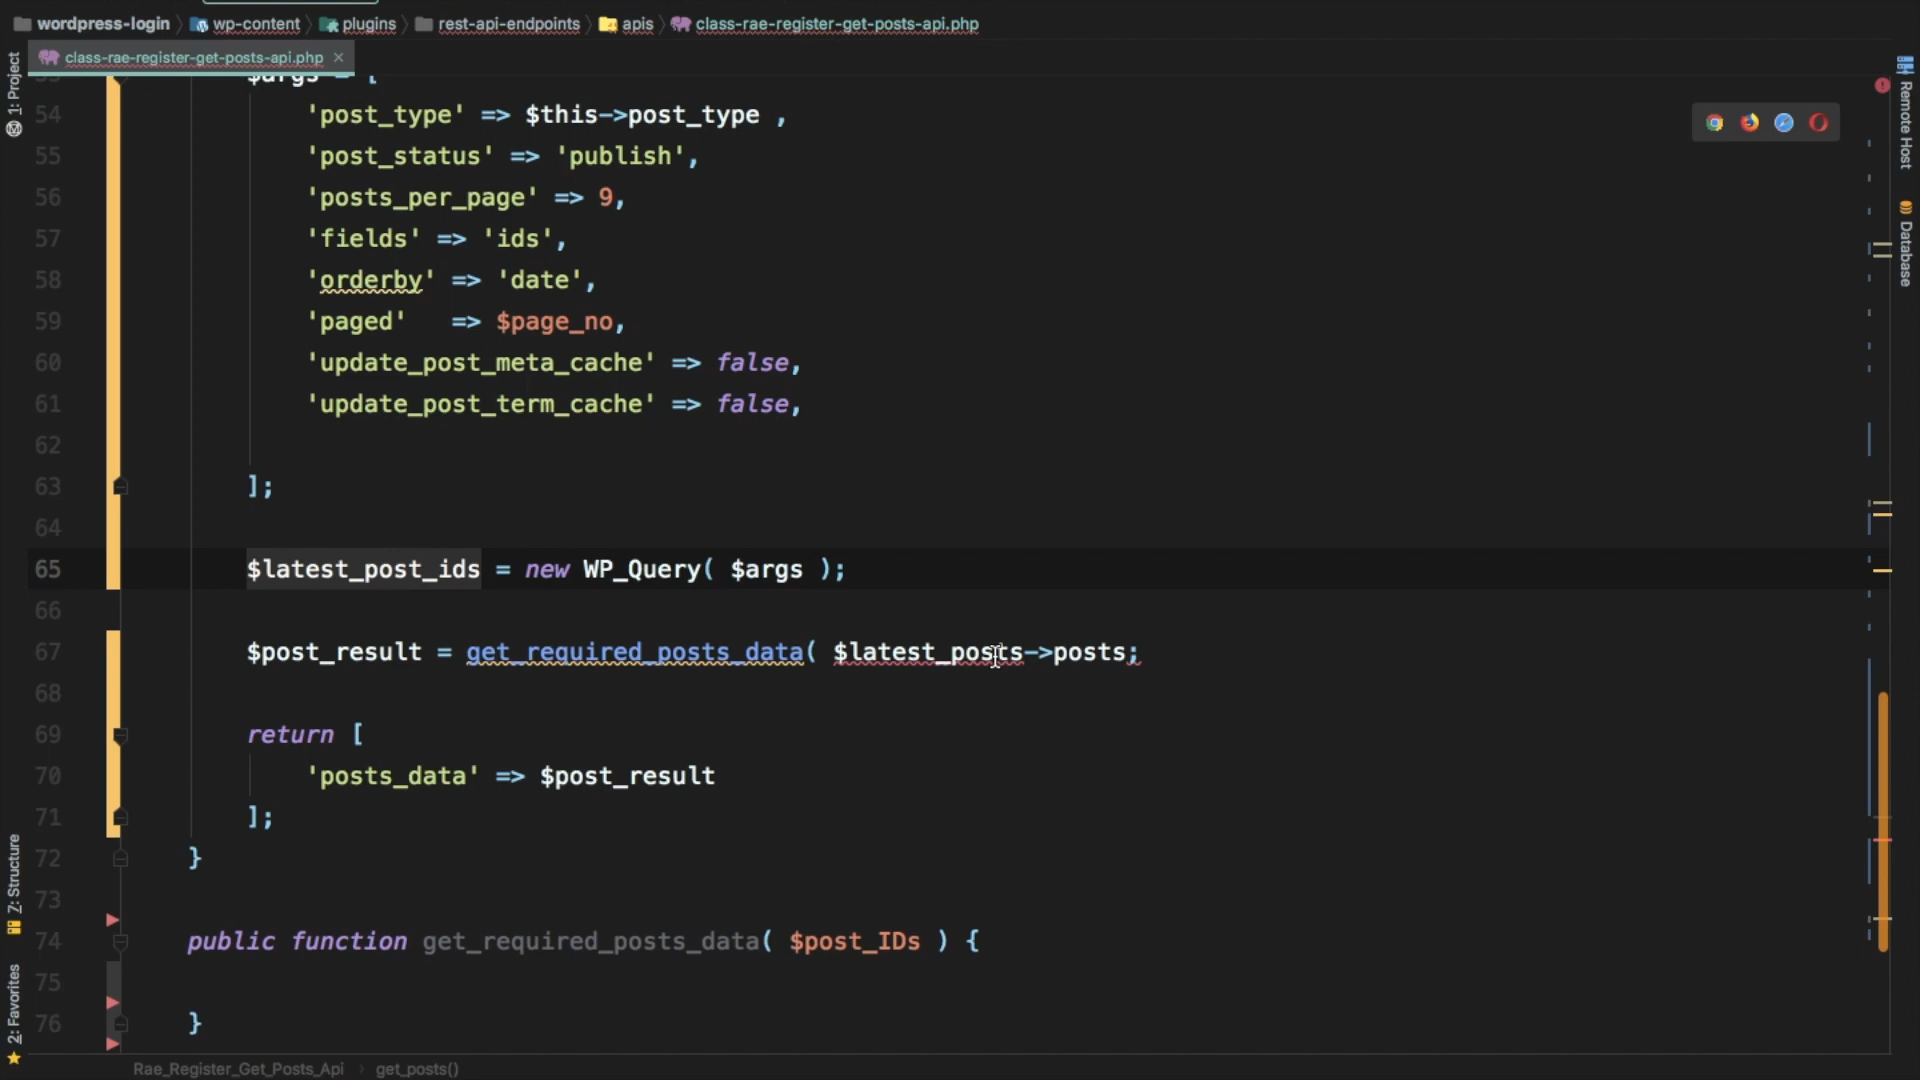 wordpress-login wp-content plugins rest-api-endpoints apis class-rae-register-get-posts-api.php
class-rae-register-get-posts-api.php
1: Project
Remote Host
Database
$args = [
54 'post_type' => $this->post_type ,
55 'post_status' => 'publish',
56 'posts_per_page' => 9,
57 'fields' => 'ids',
58 'orderby' => 'date',
59 'paged' => $page_no,
60 'update_post_meta_cache' => false,
61 'update_post_term_cache' => false,
62
63 ];
64
65 $latest_post_ids = new WP_Query( $args );
66
67 $post_result = get_required_posts_data( $latest_posts->posts;
68
69 return [
70 'posts_data' => $post_result
71 ];
72 }
73
74 public function get_required_posts_data( $post_IDs ) {
75
76 }
Z: Structure
2: Favorites
Rae_Register_Get_Posts_Api get_posts()